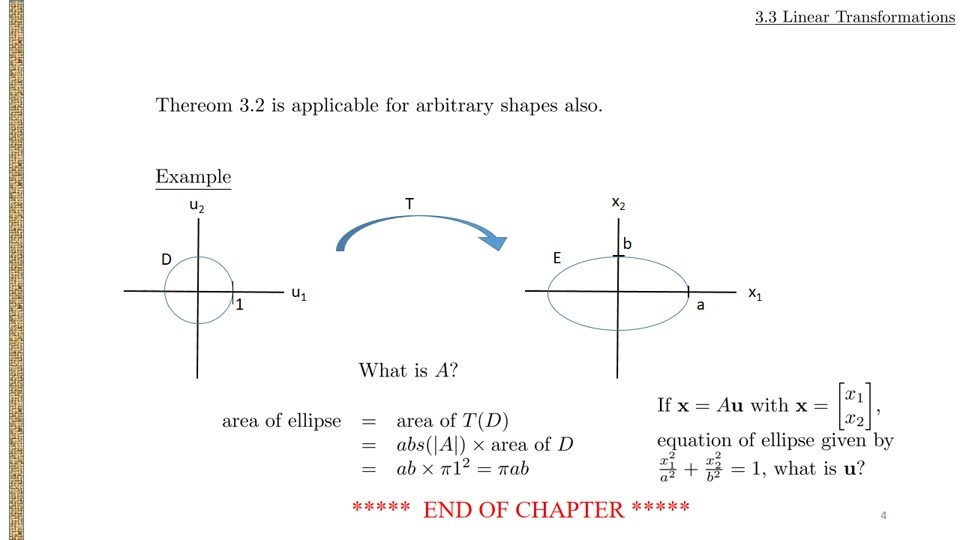 3.3 Linear Transformations
Thereom 3.2 is applicable for arbitrary shapes also.
Example
u₂
T
x₂
D
E
b
u₁
1
x₁
a
What is A?
area of ellipse = area of T(D)
= abs(|A|) × area of D
= ab × π1² = πab
If x = Au with x = [x₁ x₂],
equation of ellipse given by
x₁²/a² + x₂²/b² = 1, what is u?
***** END OF CHAPTER *****
4